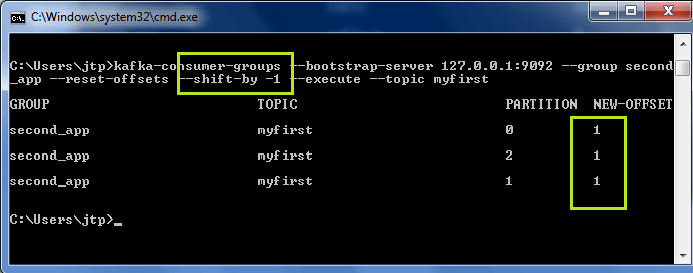 C:\Windows\system32\cmd.exe
C:\Users\jtp>kafka-consumer-groups --bootstrap-server 127.0.0.1:9092 --group second
_app --reset-offsets --shift-by -1 --execute --topic myfirst
GROUP TOPIC PARTITION NEW-OFFSET
second_app myfirst 0 1
second_app myfirst 2 1
second_app myfirst 1 1
C:\Users\jtp>_